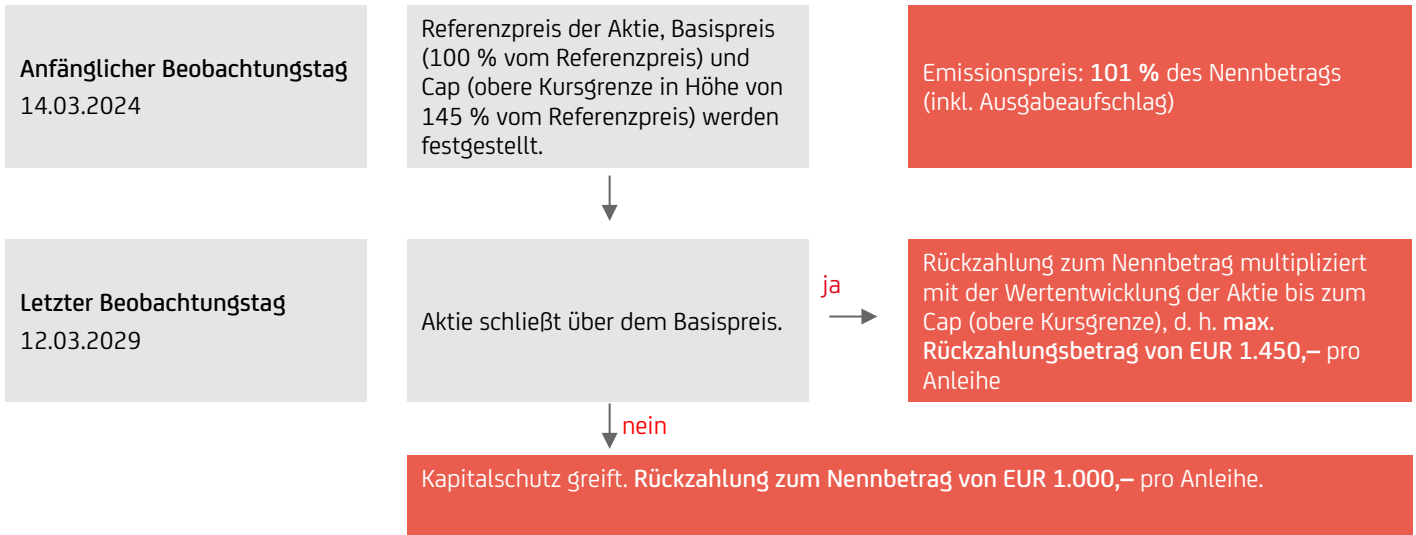 Anfänglicher Beobachtungstag
14.03.2024
Referenzpreis der Aktie, Basispreis
(100 % vom Referenzpreis) und
Cap (obere Kursgrenze in Höhe von
145 % vom Referenzpreis) werden
festgestellt.
Emissionspreis: 101 % des Nennbetrags
(inkl. Ausgabeaufschlag)
Letzter Beobachtungstag
12.03.2029
Aktie schließt über dem Basispreis.
ja
Rückzahlung zum Nennbetrag multipliziert
mit der Wertentwicklung der Aktie bis zum
Cap (obere Kursgrenze), d. h. max.
Rückzahlungsbetrag von EUR 1.450,– pro
Anleihe
nein
Kapitalschutz greift. Rückzahlung zum Nennbetrag von EUR 1.000,– pro Anleihe.